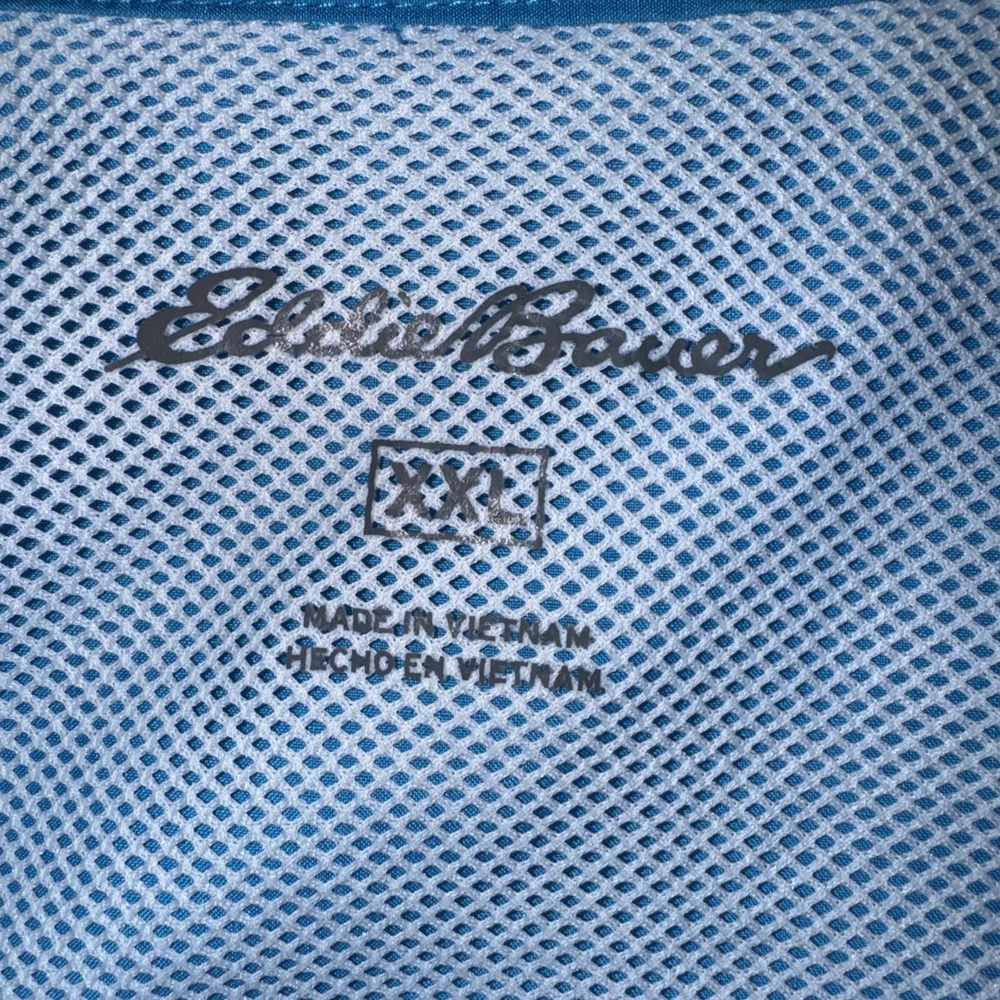 Eddie Bauer
XXL
MADE IN VIETNAM
HECHO EN VIETNAM